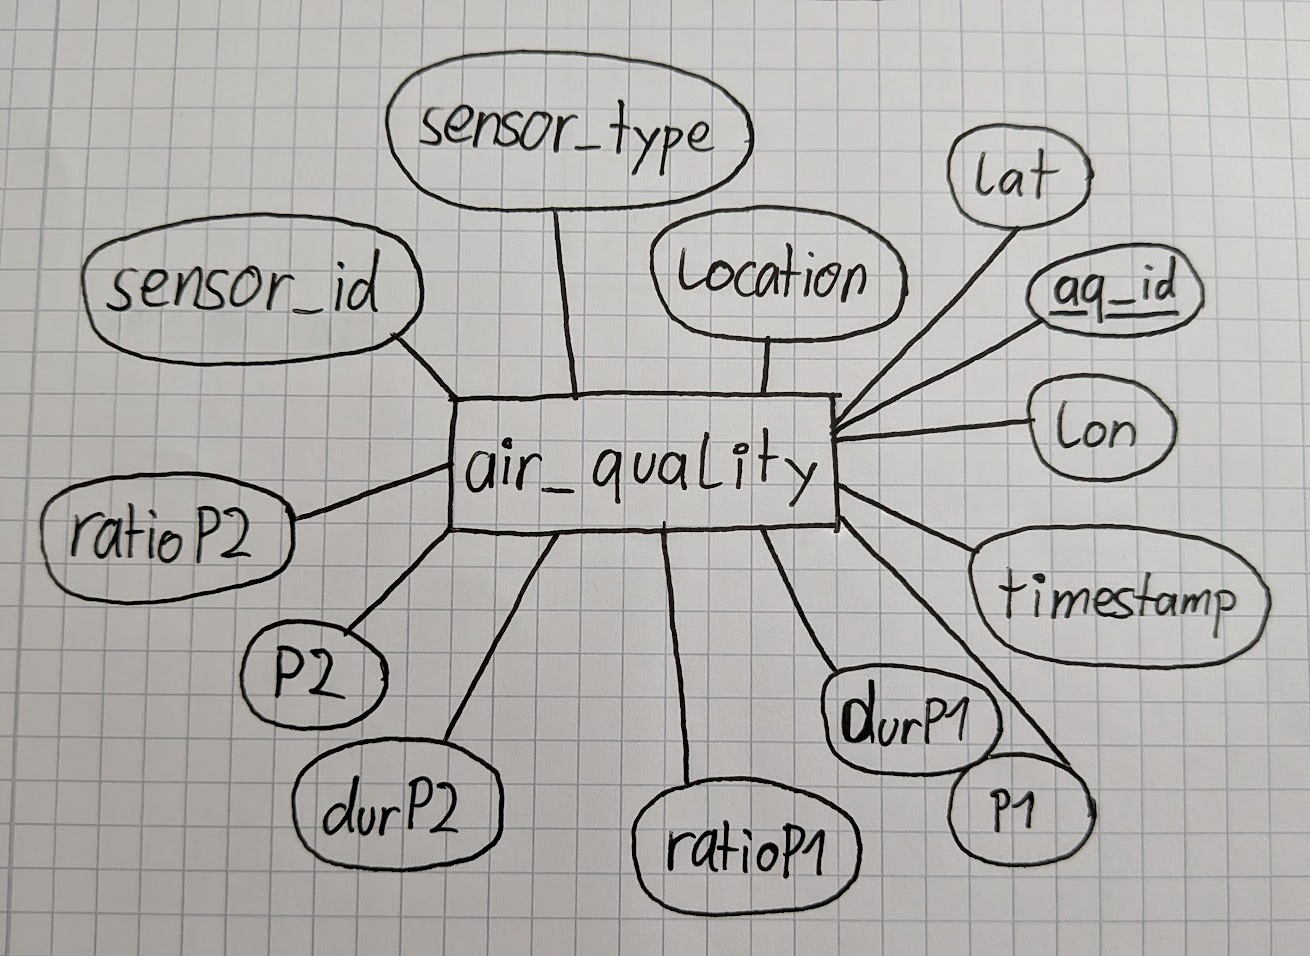 sensor_type
lat
sensor_id
location
aq_id
lon
air_quality
ratioP2
timestamp
P2
durP1
durP2
P1
ratioP1